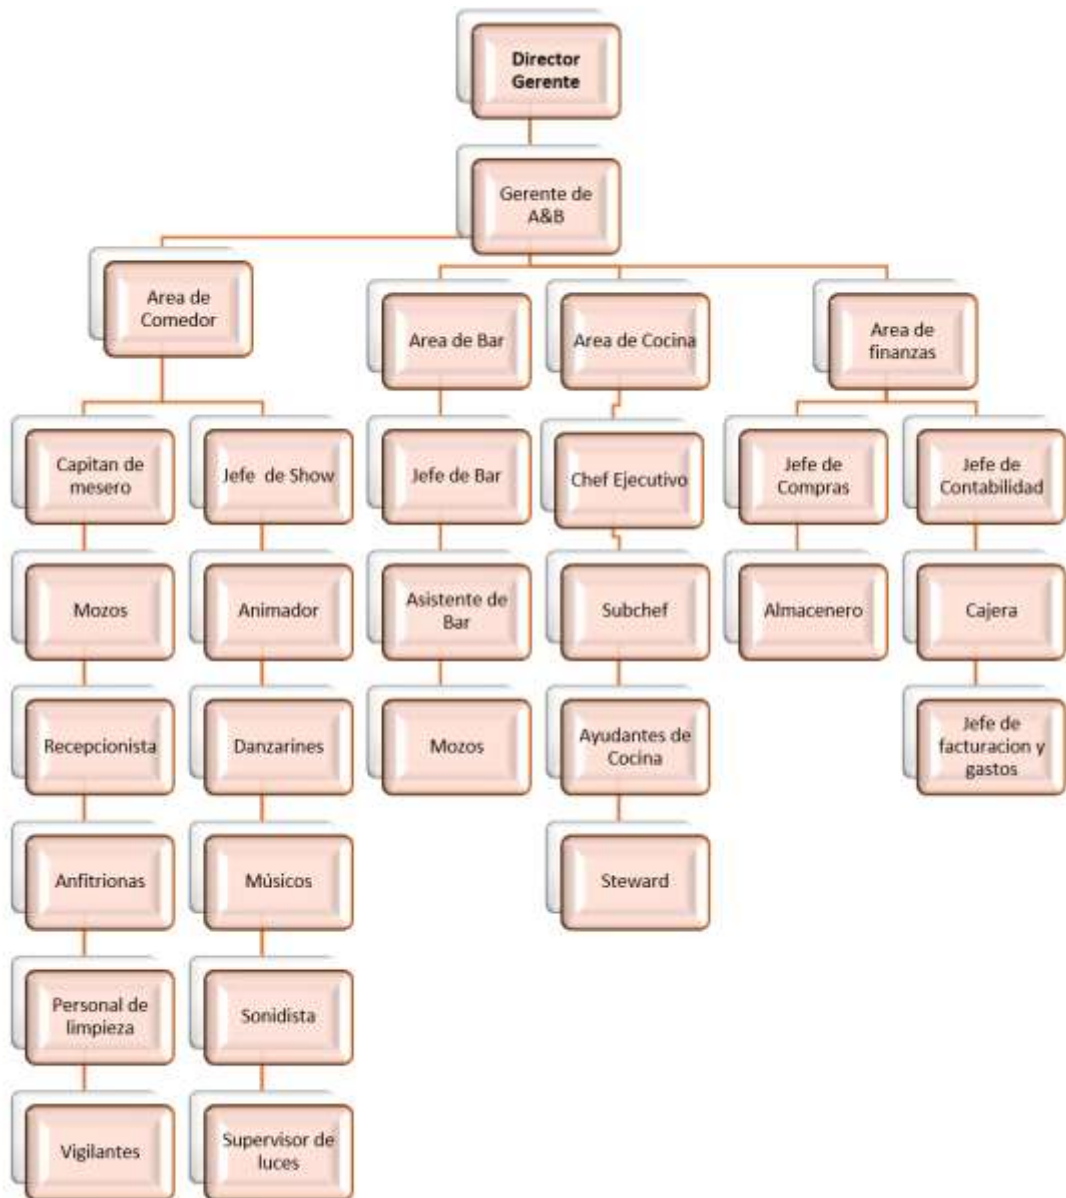 Director
Gerente
Gerente de
A&B
Area de
Comedor
Area de Bar
Area de Cocina
Area de
finanzas
Capitan de
mesero
Jefe  de Show
Jefe de Bar
Chef Ejecutivo
Jefe de
Compras
Jefe de
Contabilidad
Mozos
Animador
Asistente de
Bar
Subchef
Almacenero
Cajera
Recepcionista
Danzarines
Mozos
Ayudantes de
Cocina
Jefe de
facturacion y
gastos
Anfitrionas
Músicos
Steward
Personal de
limpieza
Sonidista
Vigilantes
Supervisor de
luces